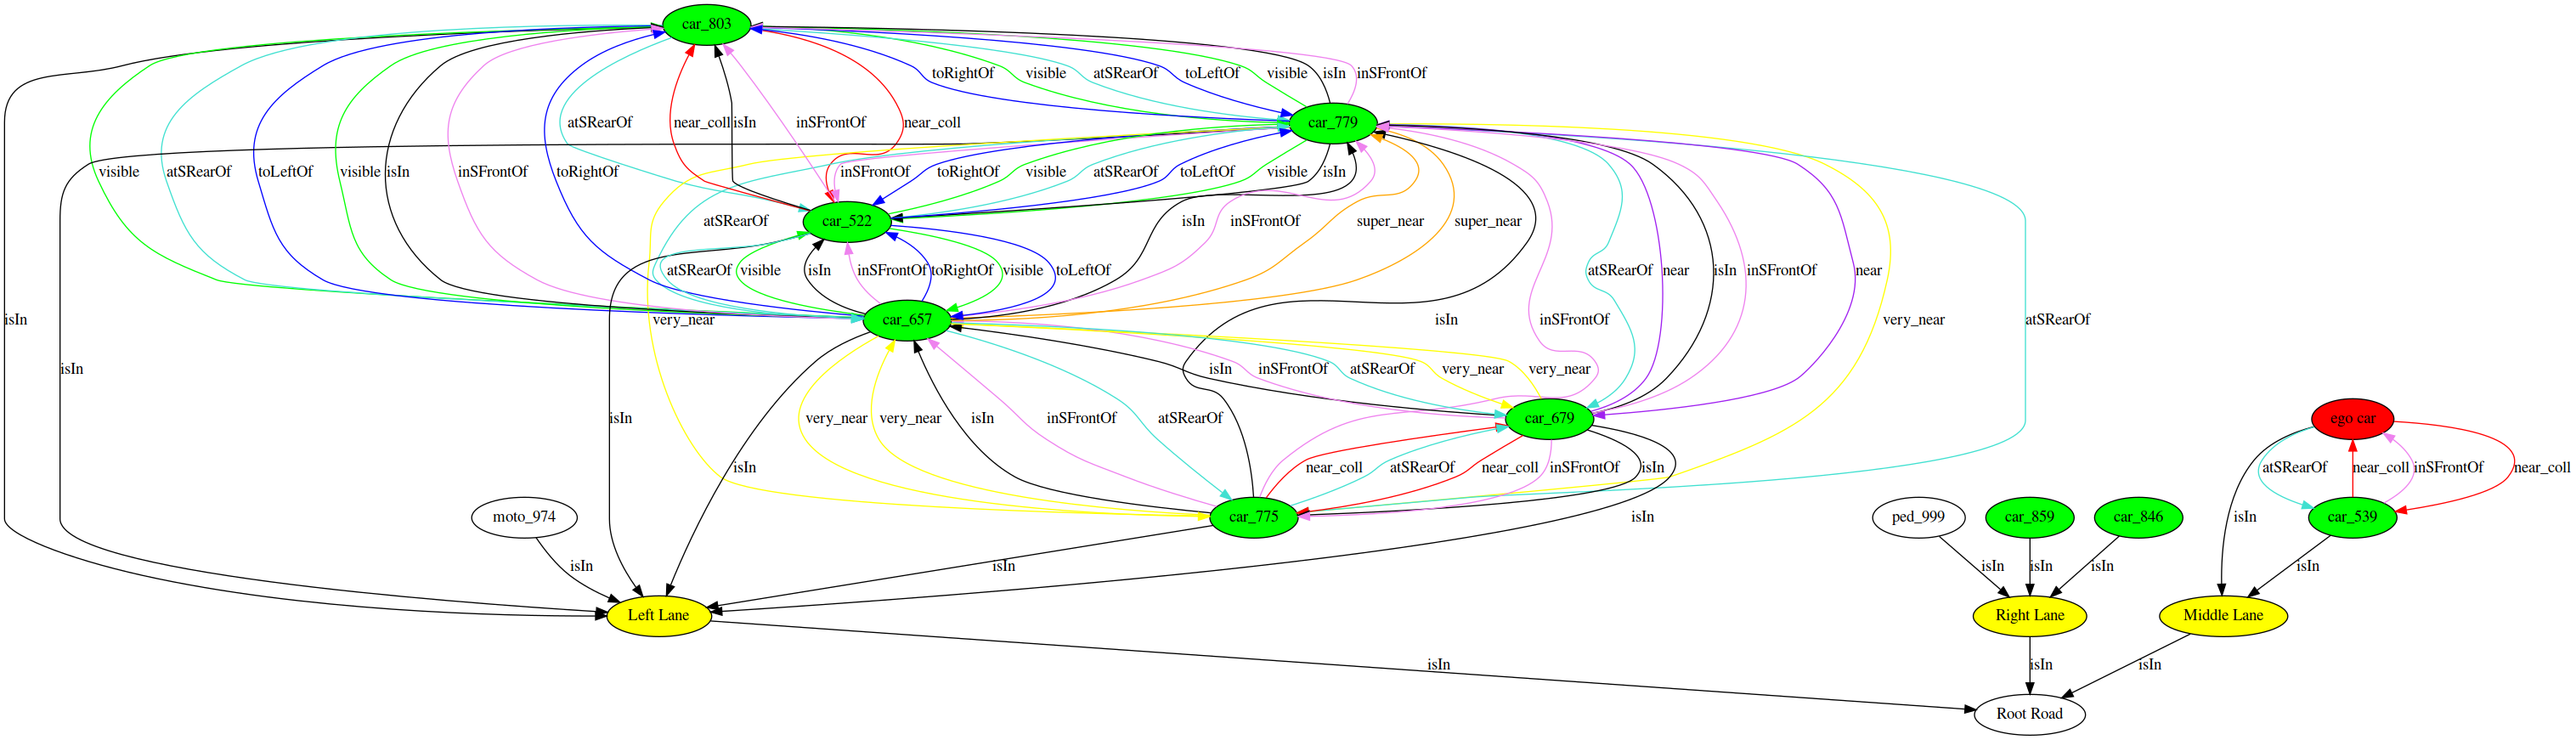 car_803
toRightOf
visible
atSRearOf
toLeftOf
visible
isIn
inSFrontOf
atSRearOf
near_coll
isIn
inSFrontOf
near_coll
car_779
visible
atSRearOf
toLeftOf
visible
isIn
inSFrontOf
toRightOf
inSFrontOf
toRightOf
visible
atSRearOf
toLeftOf
visible
isIn
atSRearOf
car_522
isIn
inSFrontOf
super_near
super_near
atSRearOf
visible
isIn
inSFrontOf
toRightOf
visible
toLeftOf
atSRearOf
near
isIn
inSFrontOf
near
isIn
isIn
very_near
car_657
isIn
inSFrontOf
very_near
atSRearOf
isIn
inSFrontOf
atSRearOf
very_near
very_near
isIn
very_near
very_near
isIn
inSFrontOf
atSRearOf
car_679
ego car
isIn
near_coll
atSRearOf
near_coll
inSFrontOf
isIn
atSRearOf
near_coll
inSFrontOf
near_coll
moto_974
car_775
isIn
ped_999
car_859
car_846
isIn
car_539
isIn
isIn
isIn
isIn
isIn
isIn
Left Lane
Right Lane
Middle Lane
isIn
isIn
isIn
Root Road